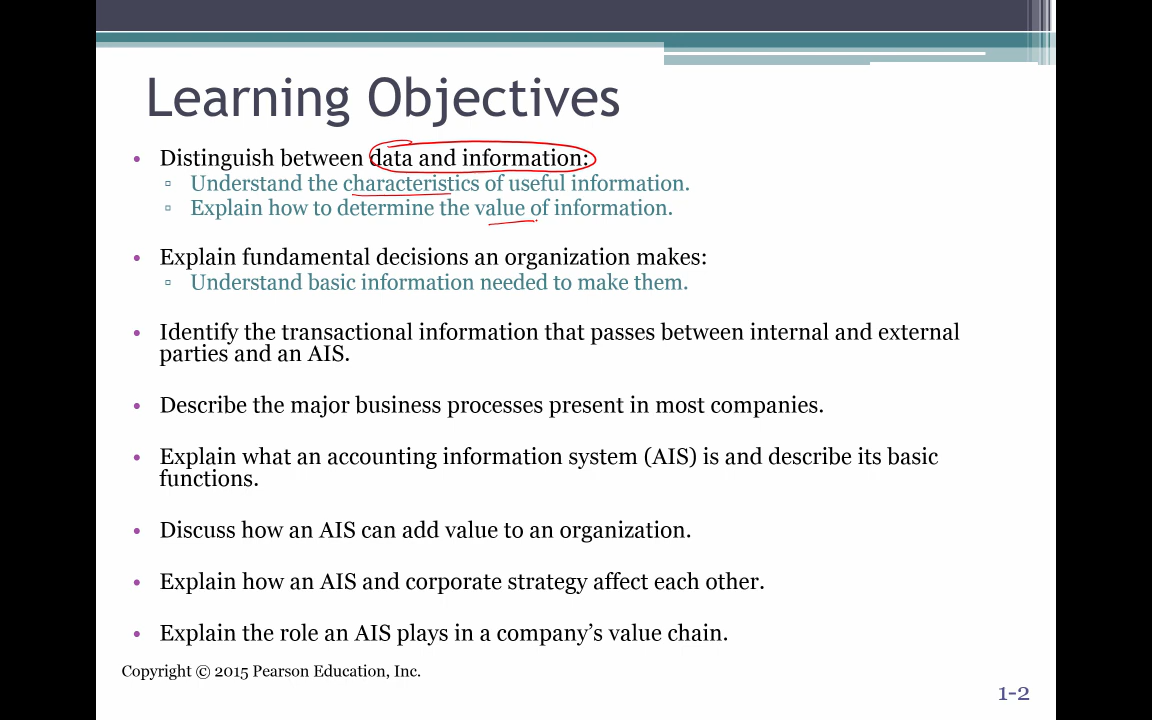 Learning Objectives
• Distinguish between data and information:
▫ Understand the characteristics of useful information.
▫ Explain how to determine the value of information.
• Explain fundamental decisions an organization makes:
▫ Understand basic information needed to make them.
• Identify the transactional information that passes between internal and external
parties and an AIS.
• Describe the major business processes present in most companies.
• Explain what an accounting information system (AIS) is and describe its basic
functions.
• Discuss how an AIS can add value to an organization.
• Explain how an AIS and corporate strategy affect each other.
• Explain the role an AIS plays in a company’s value chain.
Copyright © 2015 Pearson Education, Inc.
1-2